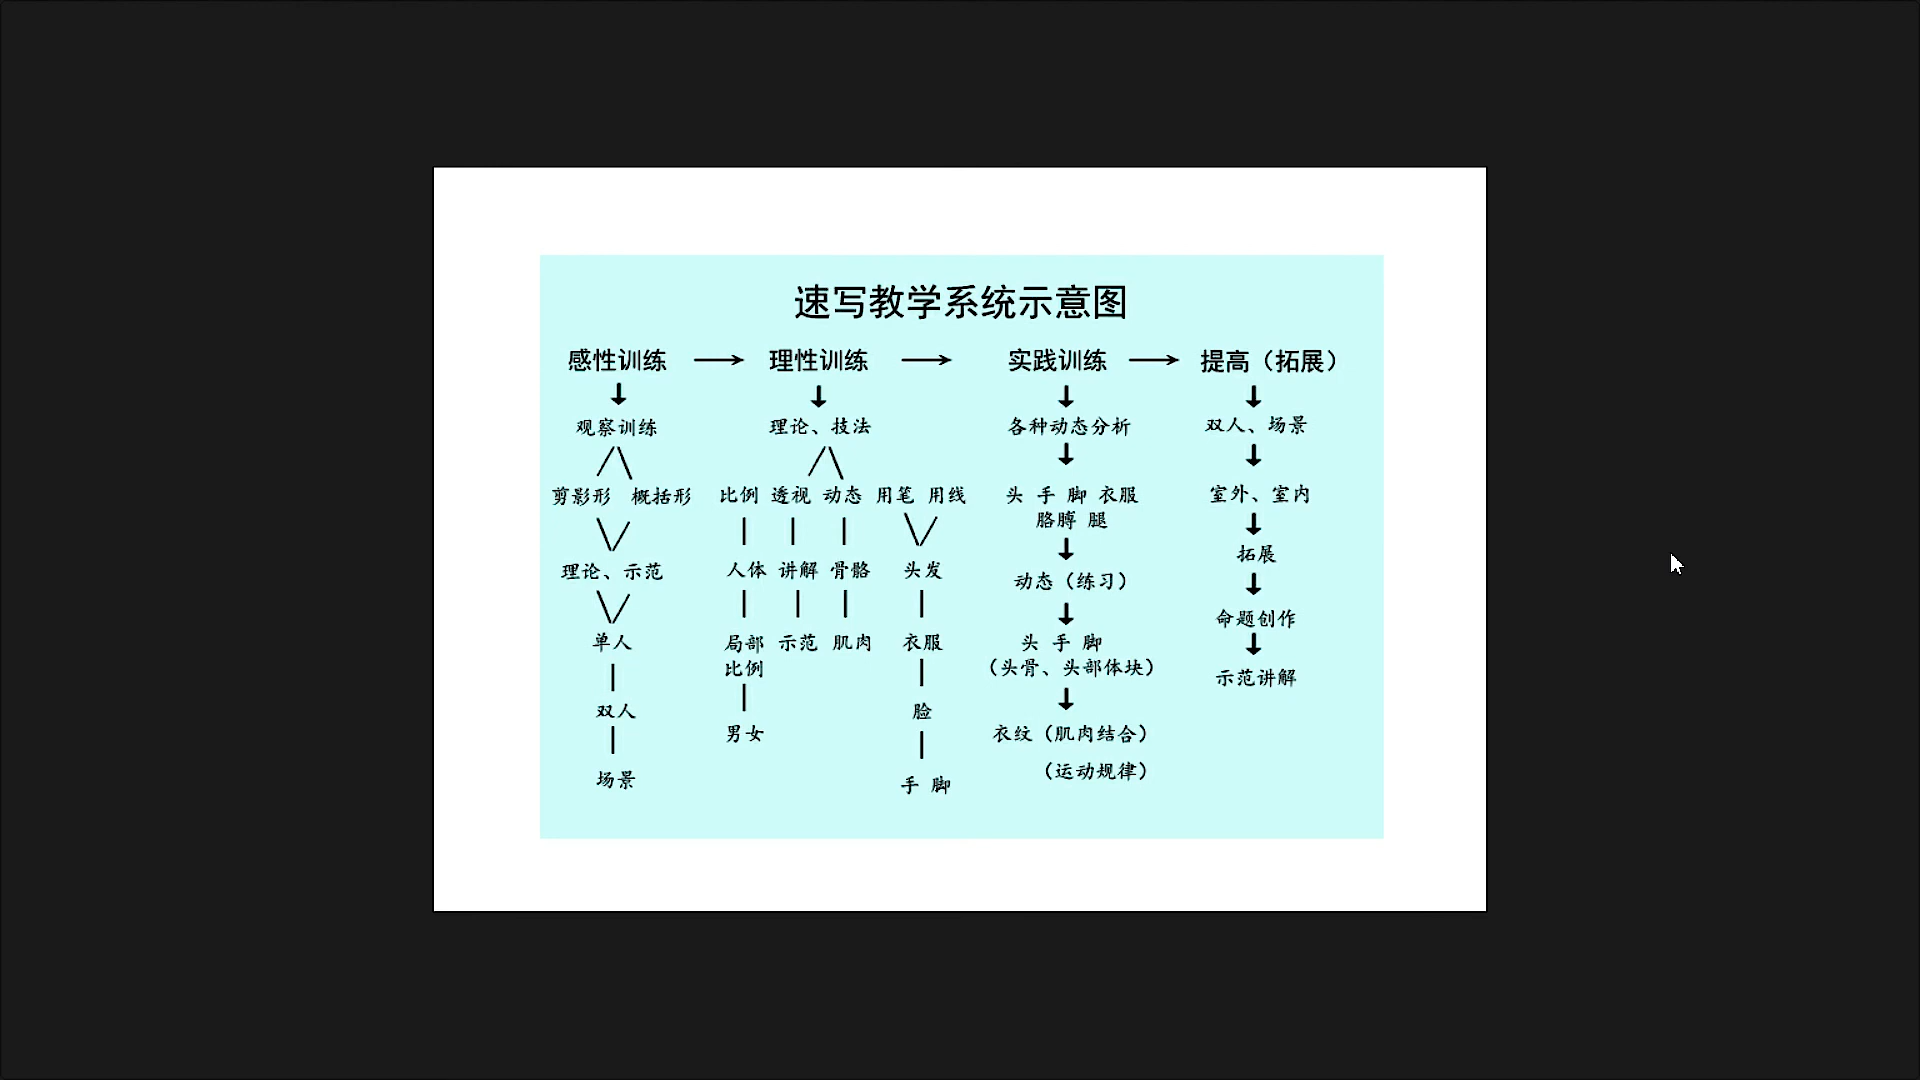 速写教学系统示意图
感性训练 → 理性训练 → 实践训练 → 提高（拓展）
观察训练
剪影形 概括形
理论、示范
单人
双人
场景
理论、技法
比例 透视 动态 用笔 用线
人体 讲解 骨骼 头发
局部 示范 肌肉 衣服
比例
男女
脸
手 脚
各种动态分析
头 手 脚 衣服
胳膊 腿
动态（练习）
头 手 脚
（头骨、头部体块）
衣纹（肌肉结合）
（运动规律）
双人、场景
室外、室内
拓展
命题创作
示范讲解